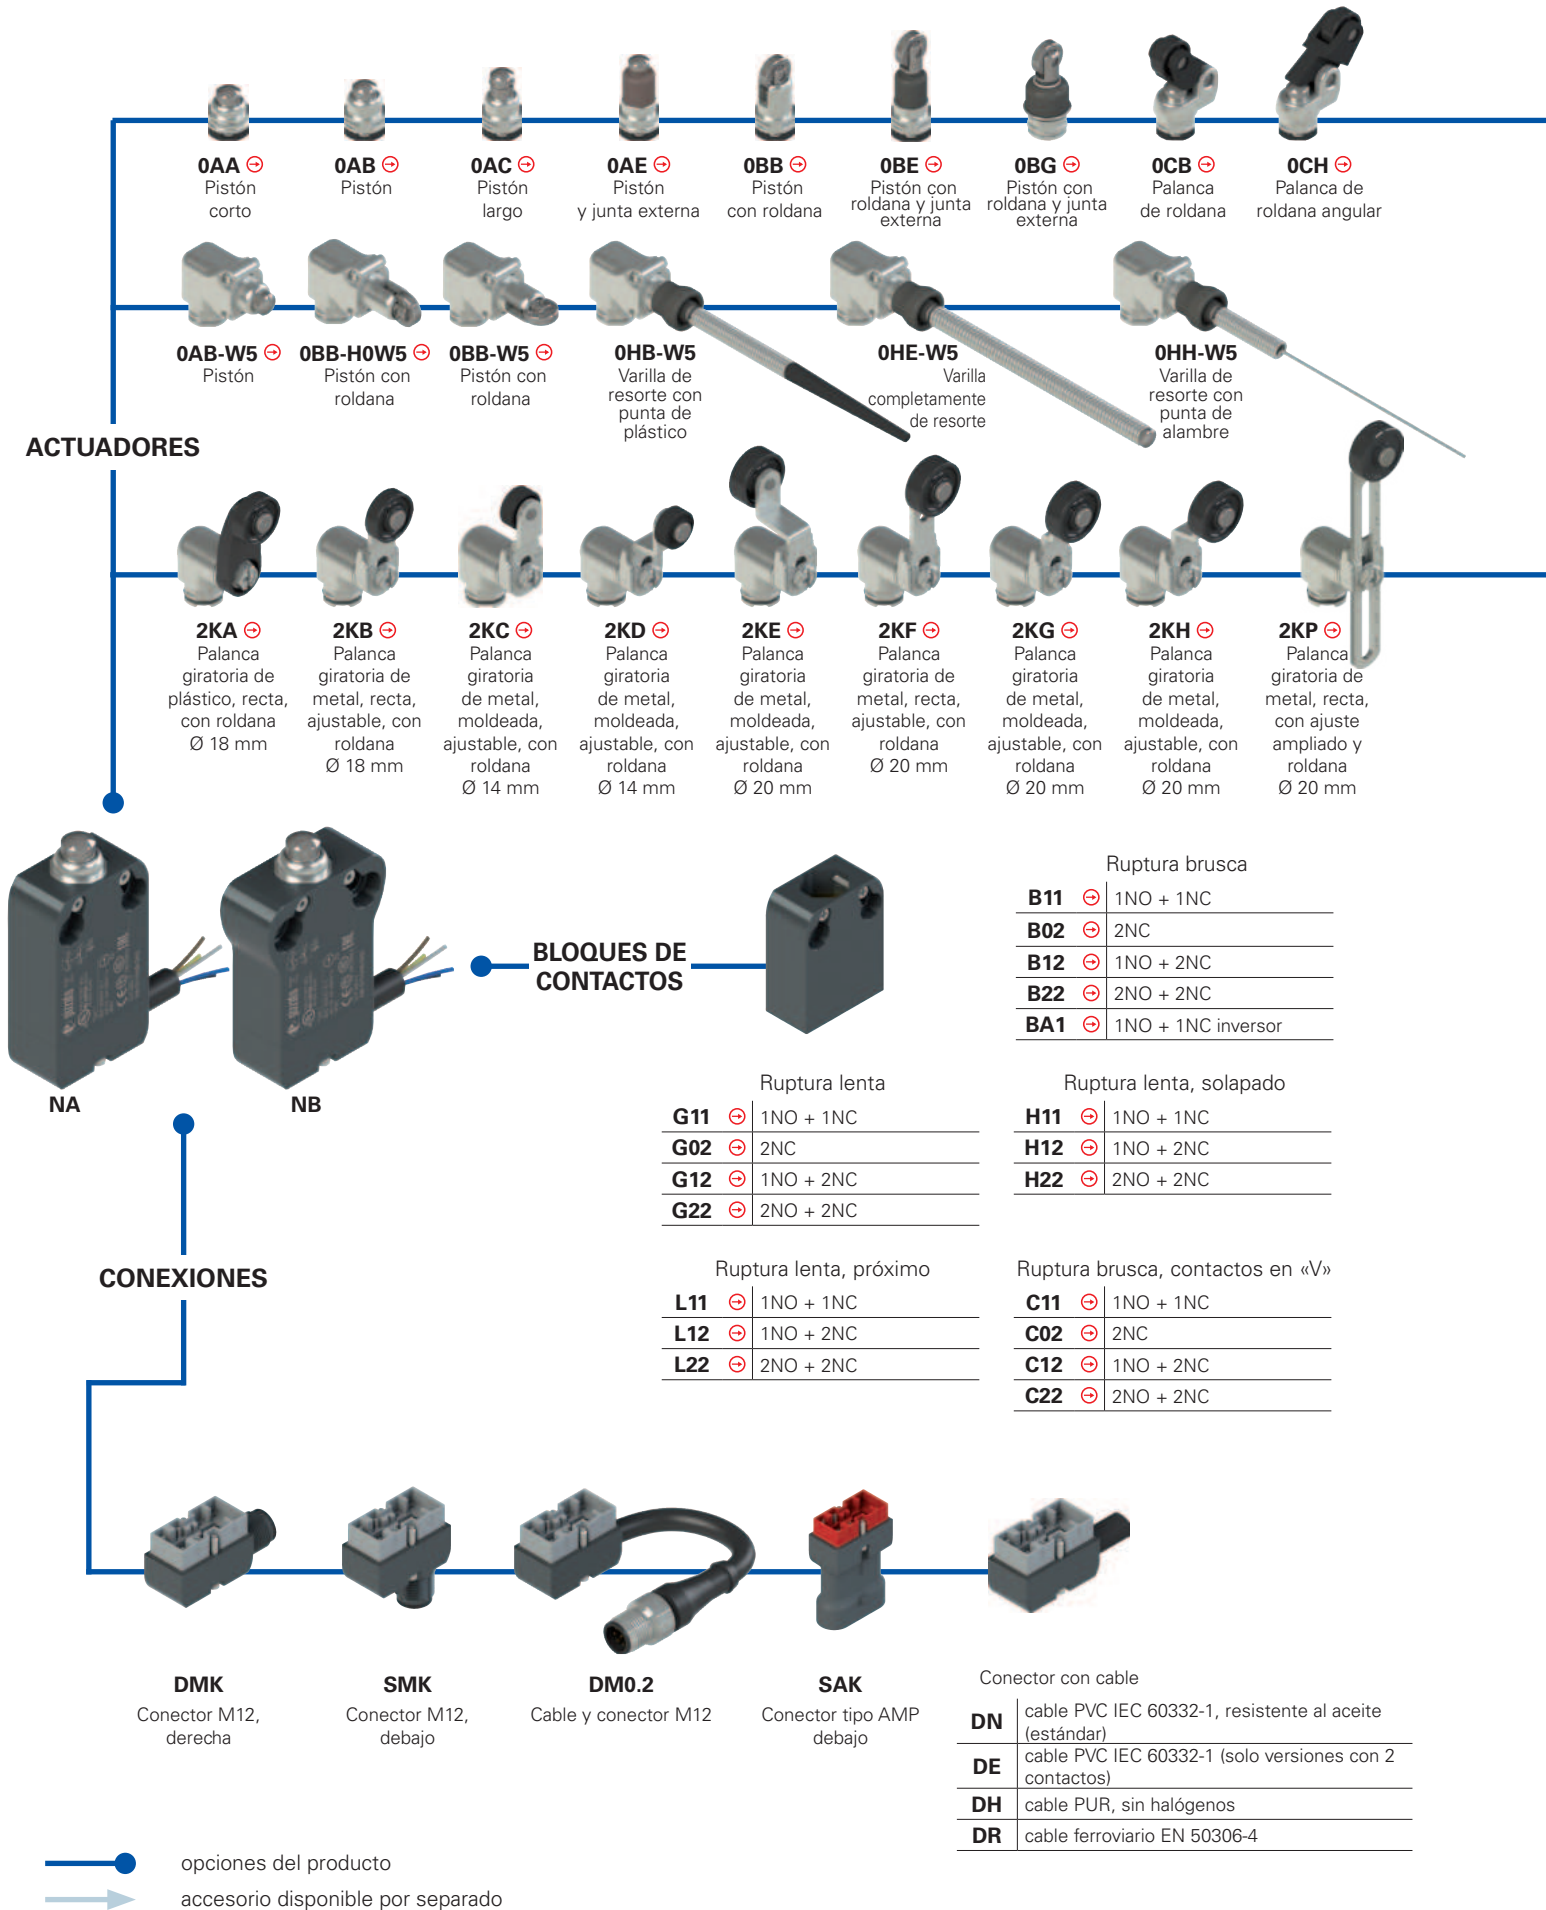 0AA
Pistón
corto
0AB
Pistón
0AC
Pistón
largo
0AE
Pistón
y junta externa
0BB
Pistón
con roldana
0BE
Pistón con
roldana y junta
externa
0BG
Pistón con
roldana y junta
externa
0CB
Palanca
de roldana
0CH
Palanca de
roldana angular
0AB-W5
Pistón
0BB-H0W5
Pistón con
roldana
0BB-W5
Pistón con
roldana
0HB-W5
Varilla de
resorte con
punta de
plástico
0HE-W5
Varilla
completamente
de resorte
0HH-W5
Varilla de
resorte con
punta de
alambre
ACTUADORES
2KA
Palanca
giratoria de
plástico, recta,
con roldana
Ø 18 mm
2KB
Palanca
giratoria de
metal, recta,
ajustable, con
roldana
Ø 18 mm
2KC
Palanca
giratoria
de metal,
moldeada,
ajustable, con
roldana
Ø 14 mm
2KD
Palanca
giratoria
de metal,
moldeada,
ajustable, con
roldana
Ø 14 mm
2KE
Palanca
giratoria
de metal,
moldeada,
ajustable, con
roldana
Ø 20 mm
2KF
Palanca
giratoria de
metal, recta,
ajustable, con
roldana
Ø 20 mm
2KG
Palanca
giratoria
de metal,
moldeada,
ajustable, con
roldana
Ø 20 mm
2KH
Palanca
giratoria
de metal,
moldeada,
ajustable, con
roldana
Ø 20 mm
2KP
Palanca
giratoria de
metal, recta,
con ajuste
ampliado y
roldana
Ø 20 mm
pizzato
NA
pizzato
NB
BLOQUES DE
CONTACTOS
Ruptura brusca
B11 1NO + 1NC
B02 2NC
B12 1NO + 2NC
B22 2NO + 2NC
BA1 1NO + 1NC inversor
Ruptura lenta
G11 1NO + 1NC
G02 2NC
G12 1NO + 2NC
G22 2NO + 2NC
Ruptura lenta, solapado
H11 1NO + 1NC
H12 1NO + 2NC
H22 2NO + 2NC
Ruptura lenta, próximo
L11 1NO + 1NC
L12 1NO + 2NC
L22 2NO + 2NC
Ruptura brusca, contactos en «V»
C11 1NO + 1NC
C02 2NC
C12 1NO + 2NC
C22 2NO + 2NC
CONEXIONES
DMK
Conector M12,
derecha
SMK
Conector M12,
debajo
DM0.2
Cable y conector M12
SAK
Conector tipo AMP
debajo
Conector con cable
DN cable PVC IEC 60332-1, resistente al aceite
(estándar)
DE cable PVC IEC 60332-1 (solo versiones con 2
contactos)
DH cable PUR, sin halógenos
DR cable ferroviario EN 50306-4
opciones del producto
accesorio disponible por separado